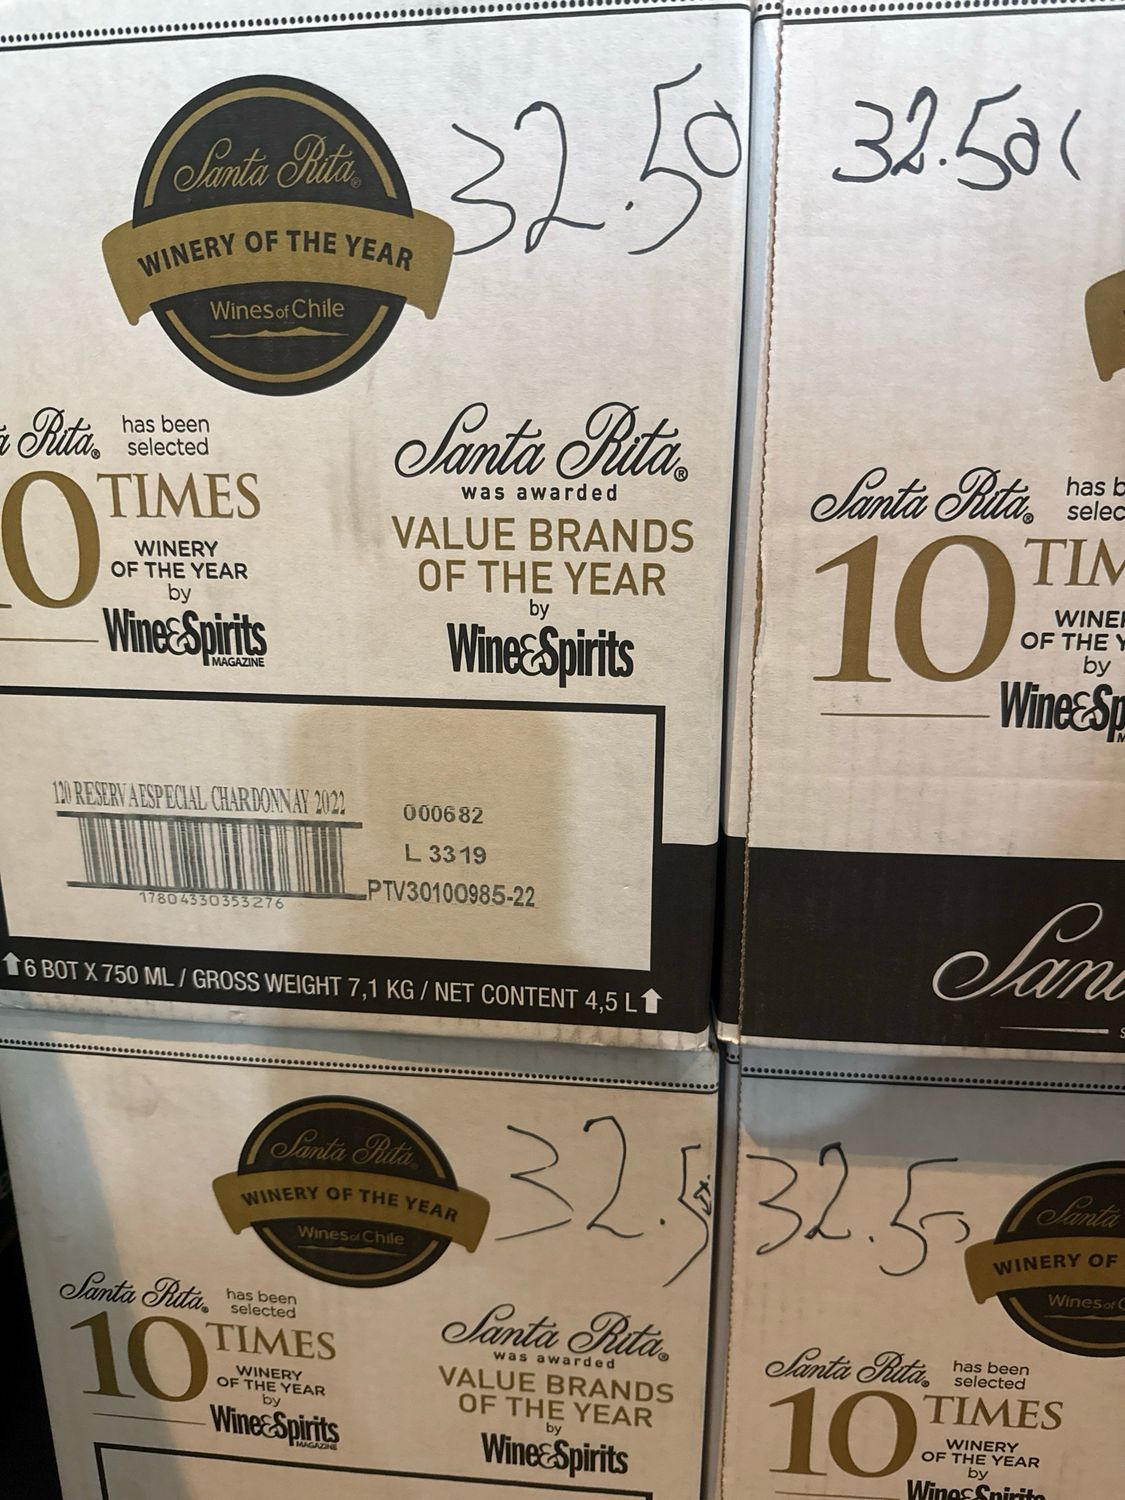 Santa Rita®
WINERY OF THE YEAR
Wines of Chile
32.50
Rita® has been selected
10 TIMES
WINERY
OF THE YEAR
by
Wine&Spirits
MAGAZINE
Santa Rita®
was awarded
VALUE BRANDS
OF THE YEAR
by
Wine&Spirits
120 RESERVA ESPECIAL CHARDONNAY 2022
17804330353276
000682
L 3319
PTV30100985-22
6 BOT X 750 ML / GROSS WEIGHT 7,1 KG / NET CONTENT 4,5 L
32.50
Santa Rita®
10
by
Santa Rita
WINERY OF THE YEAR
Wines of Chile
32.5
Santa Rita® has been selected
10 TIMES
WINERY
OF THE YEAR
by
Wine&Spirits
MAGAZINE
Santa Rita®
was awarded
VALUE BRANDS
OF THE YEAR
by
Wine&Spirits
32.5
Santa
WINERY OF
Wines of
Santa Rita® has been selected
10 TIMES
WINERY
OF THE YEAR
by
Wine&Spirits